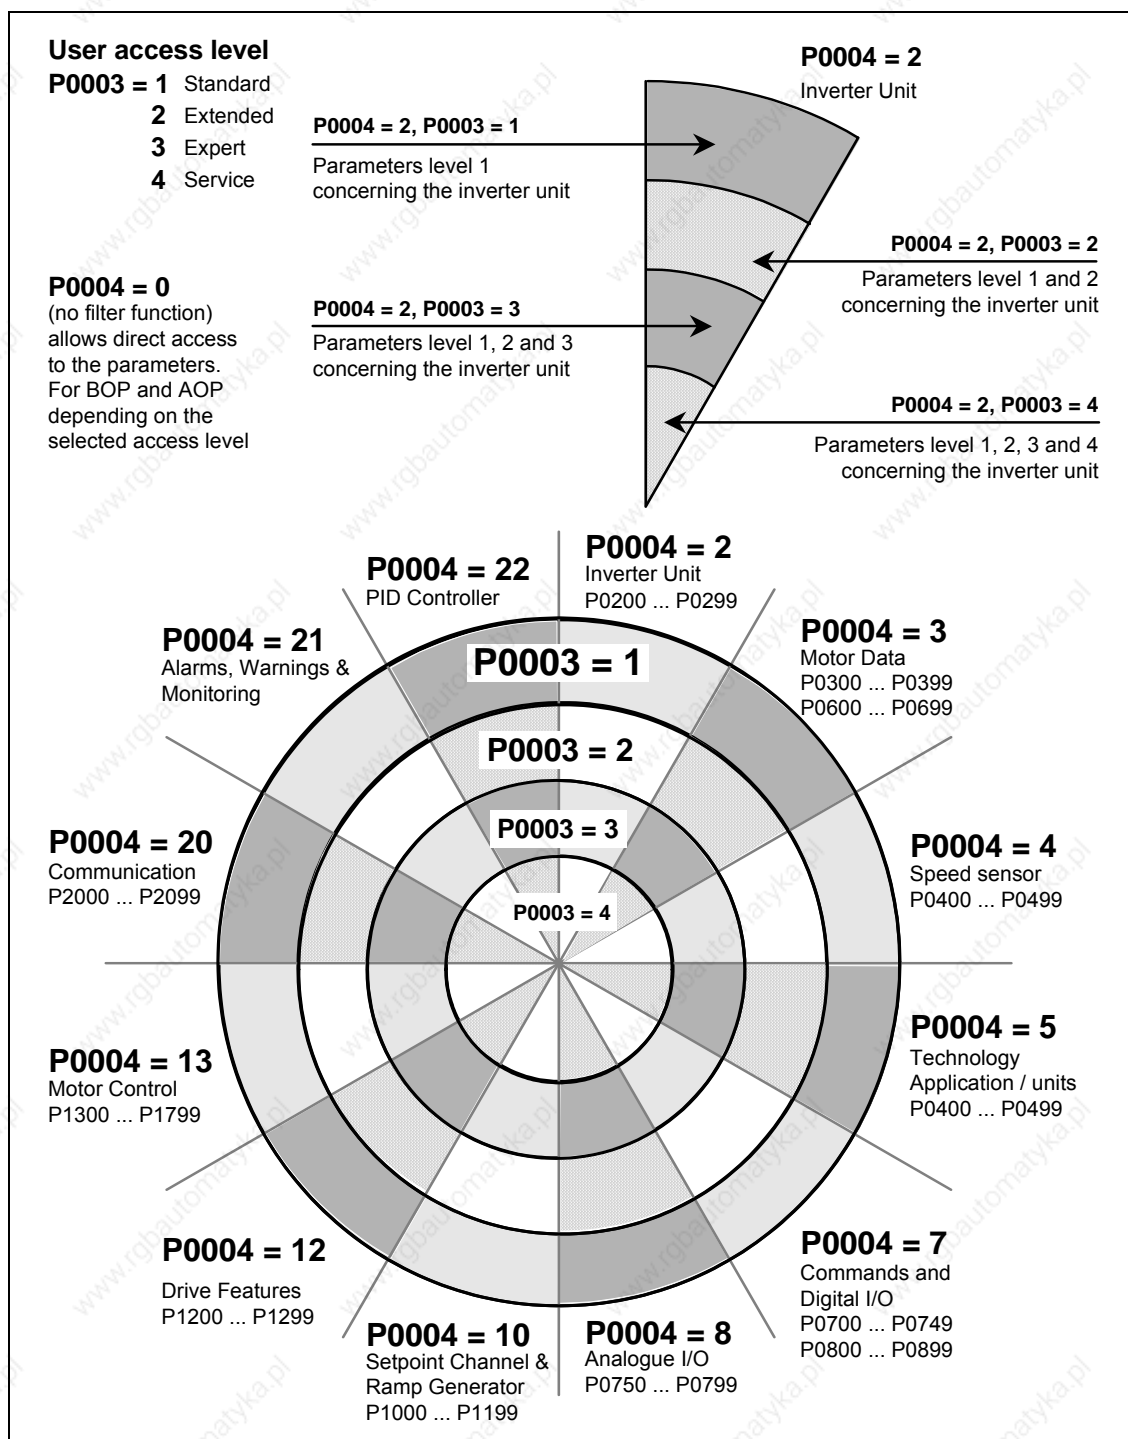 User access level
P0003 = 1 Standard
2 Extended
3 Expert
4 Service
P0004 = 2
Inverter Unit
P0004 = 2, P0003 = 1
Parameters level 1
concerning the inverter unit
P0004 = 2, P0003 = 2
Parameters level 1 and 2
concerning the inverter unit
P0004 = 0
(no filter function)
allows direct access
to the parameters.
For BOP and AOP
depending on the
selected access level
P0004 = 2, P0003 = 3
Parameters level 1, 2 and 3
concerning the inverter unit
P0004 = 2, P0003 = 4
Parameters level 1, 2, 3 and 4
concerning the inverter unit
P0004 = 2
Inverter Unit
P0200 ... P0299
P0004 = 22
PID Controller
P0004 = 21
Alarms, Warnings &
Monitoring
P0004 = 3
Motor Data
P0300 ... P0399
P0600 ... P0699
P0003 = 1
P0003 = 2
P0003 = 3
P0003 = 4
P0004 = 20
Communication
P2000 ... P2099
P0004 = 4
Speed sensor
P0400 ... P0499
P0004 = 5
Technology
Application / units
P0400 ... P0499
P0004 = 13
Motor Control
P1300 ... P1799
P0004 = 12
Drive Features
P1200 ... P1299
P0004 = 7
Commands and
Digital I/O
P0700 ... P0749
P0800 ... P0899
P0004 = 10
Setpoint Channel &
Ramp Generator
P1000 ... P1199
P0004 = 8
Analogue I/O
P0750 ... P0799
www.rgbautomatyka.pl